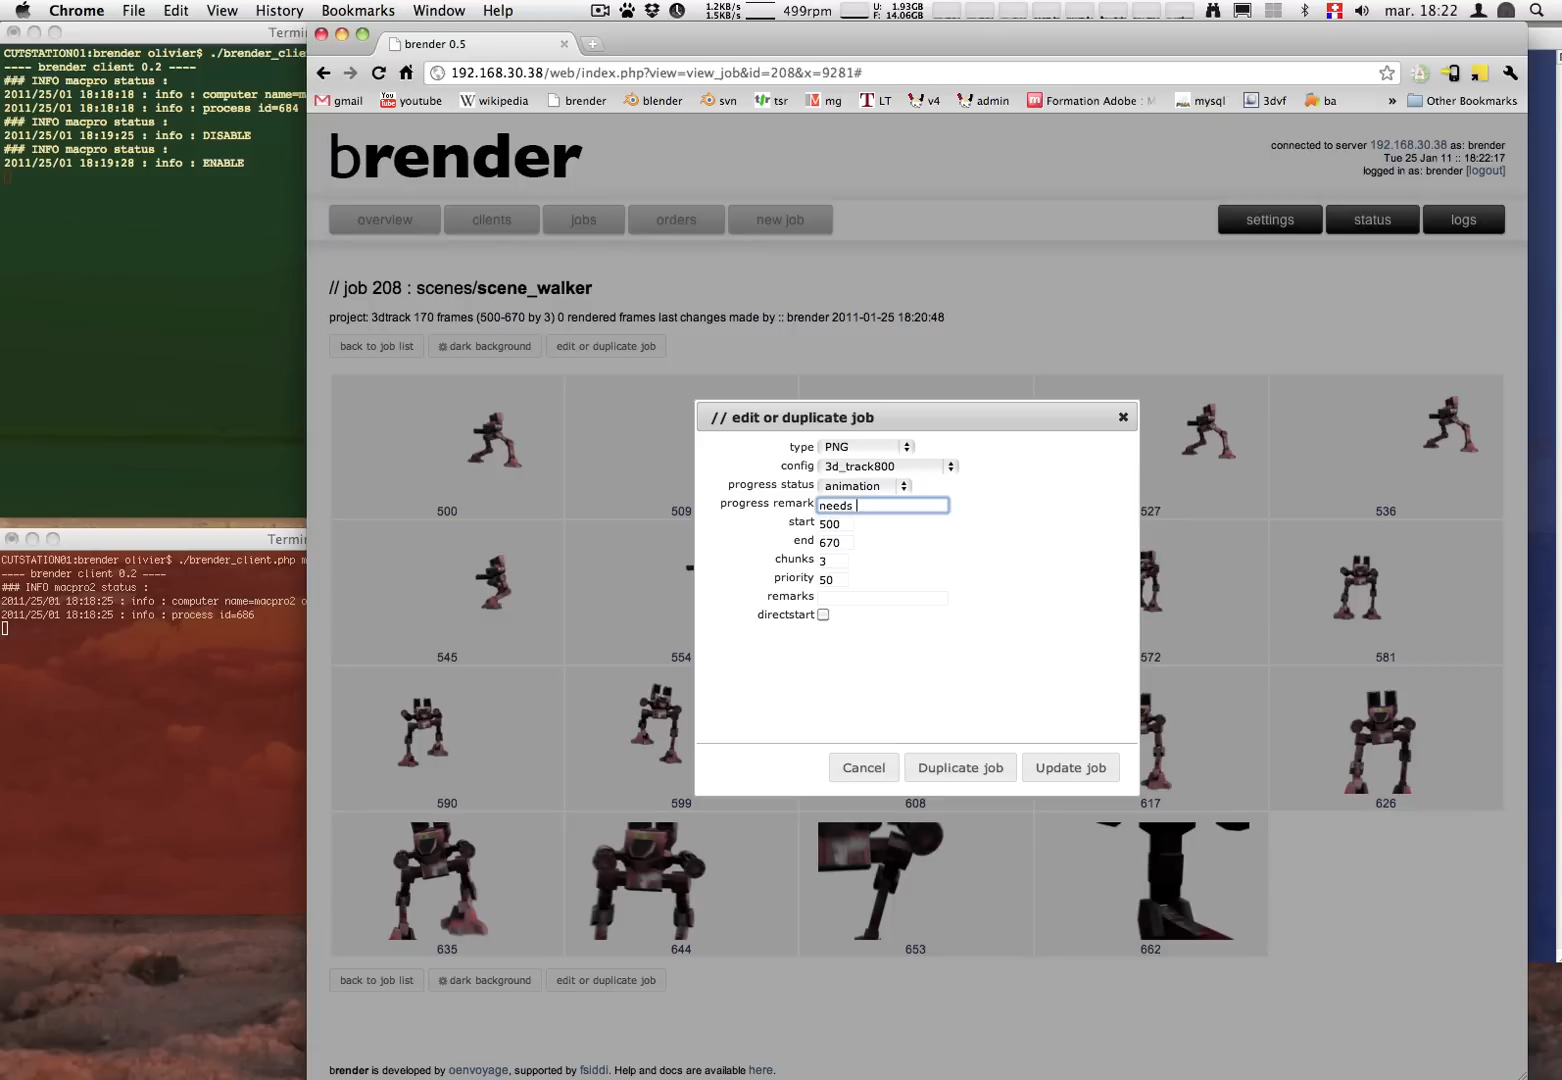 Chrome File Edit View History Bookmarks Window Help 1.2KB/s 1.5KB/s 499rpm U: 1.93GB F: 14.06GB mar. 18:22
Termi
CUTSTATION01:brender olivier$ ./brender_clie
---- brender client 0.2 ----
### INFO macpro status :
2011/25/01 18:18:18 : info : computer name=m
2011/25/01 18:18:18 : info : process id=684
### INFO macpro status :
2011/25/01 18:19:25 : info : DISABLE
### INFO macpro status :
2011/25/01 18:19:28 : info : ENABLE
Termi
CUTSTATION01:brender olivier$ ./brender_client.php m
---- brender client 0.2 ----
### INFO macpro2 status :
2011/25/01 18:18:25 : info : computer name=macpro2 o
2011/25/01 18:18:25 : info : process id=686
brender 0.5
192.168.30.38/web/index.php?view=view_job&id=208&x=9281#
gmail youtube wikipedia brender blender svn tsr mg LT v4 admin Formation Adobe : mysql 3dvf ba » Other Bookmarks
brender
connected to server 192.168.30.38 as: brender
Tue 25 Jan 11 :: 18:22:17
logged in as: brender [logout]
overview clients jobs orders new job settings status logs
// job 208 : scenes/scene_walker
project: 3dtrack 170 frames (500-670 by 3) 0 rendered frames last changes made by :: brender 2011-01-25 18:20:48
back to job list dark background edit or duplicate job
500 509 527 536
545 554 572 581
590 599 608 617 626
635 644 653 662
// edit or duplicate job
type PNG
config 3d_track800
progress status animation
progress remark needs
start 500
end 670
chunks 3
priority 50
remarks
directstart
Cancel Duplicate job Update job
back to job list dark background edit or duplicate job
brender is developed by oenvoyage, supported by fsiddi. Help and docs are available here.